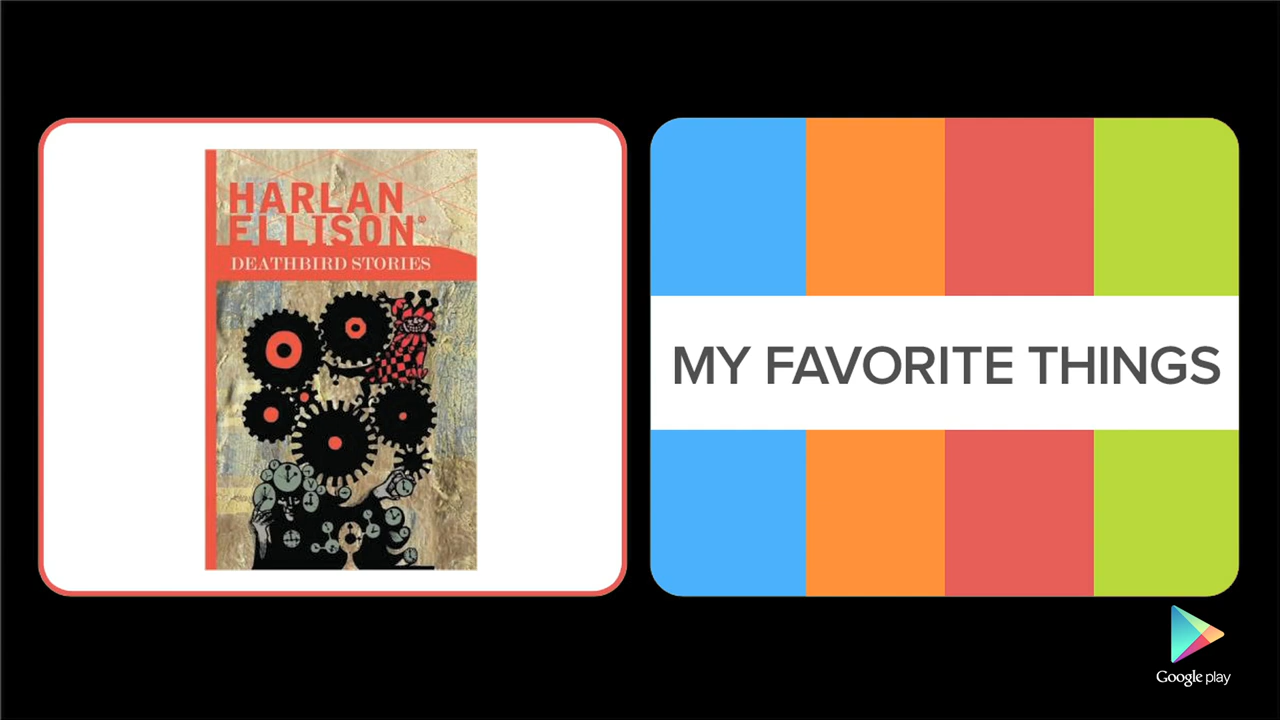 HARLAN
ELLISON®
DEATHBIRD STORIES
MY FAVORITE THINGS
Google play